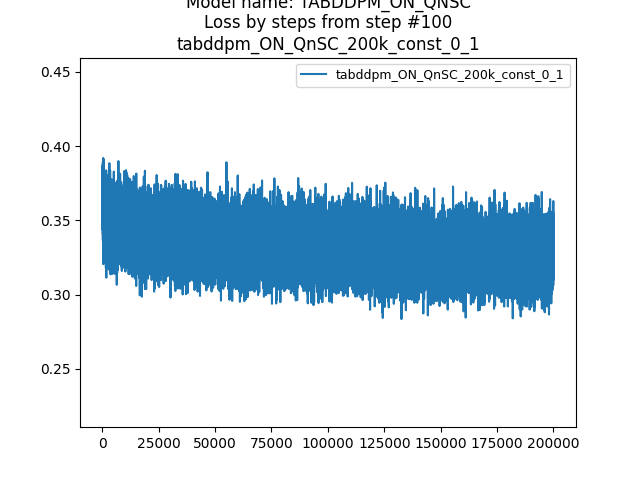 Model name: TABDDPM_ON_QNSC
Loss by steps from step #100
tabddpm_ON_QnSC_200k_const_0_1
tabddpm_ON_QnSC_200k_const_0_1
0.45
0.40
0.35
0.30
0.25
0 25000 50000 75000 100000 125000 150000 175000 200000